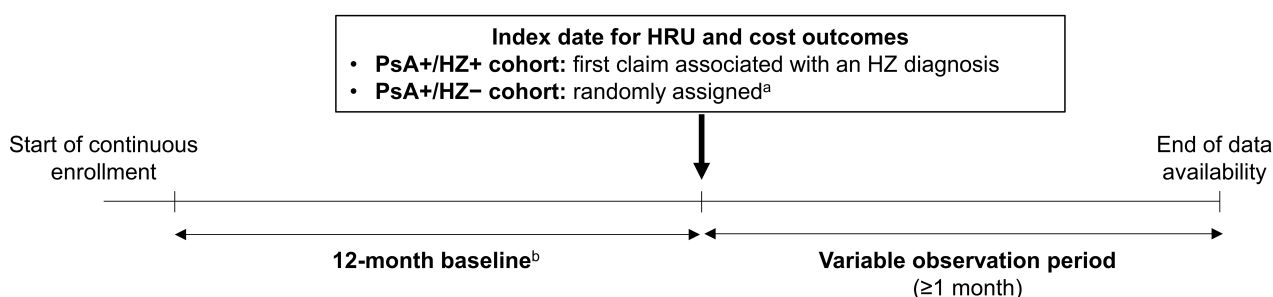 Index date for HRU and cost outcomes
• PsA+/HZ+ cohort: first claim associated with an HZ diagnosis
• PsA+/HZ− cohort: randomly assignedᵃ
Start of continuous
enrollment
End of data
availability
12-month baselineᵇ
Variable observation period
(≥1 month)